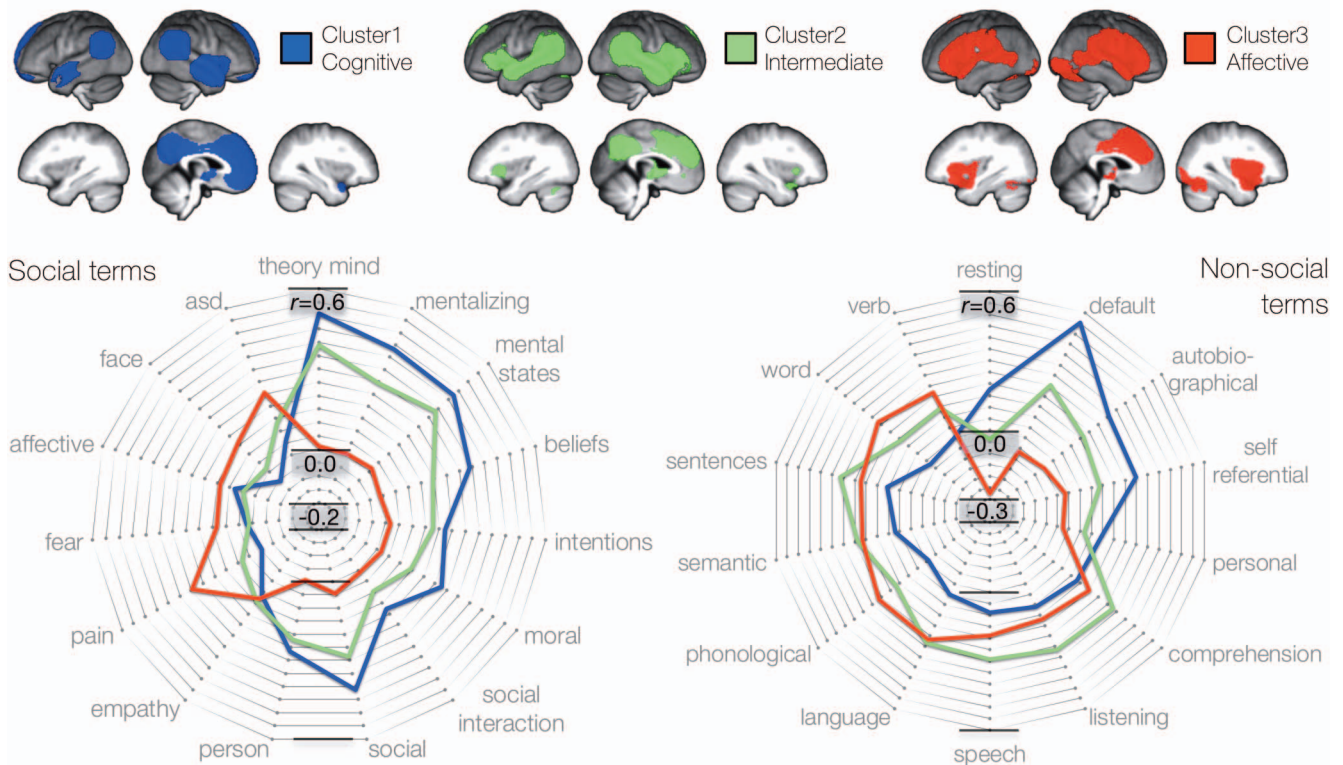 Cluster1
Cognitive
Cluster2
Intermediate
Cluster3
Affective
Social terms
theory mind
mentalizing
mental
states
beliefs
intentions
moral
social
interaction
social
person
empathy
pain
fear
affective
face
asd
r=0.6
0.0
-0.2
Non-social
terms
resting
default
autobio-
graphical
self
referential
personal
comprehension
listening
speech
language
phonological
semantic
sentences
word
verb
r=0.6
0.0
-0.3